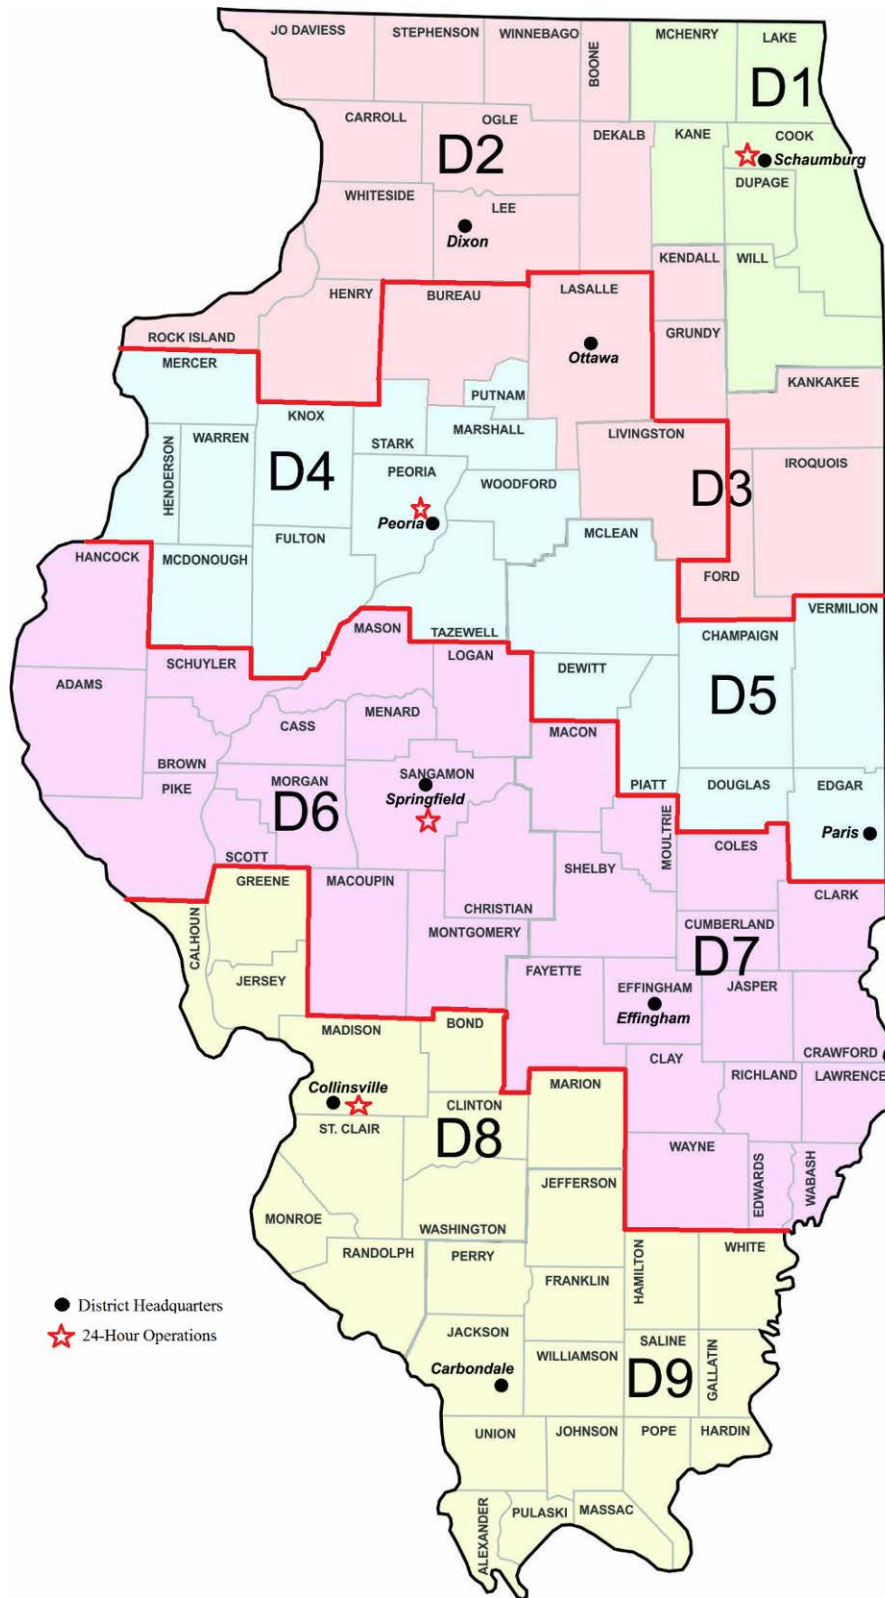 JO DAVIESS
STEPHENSON
WINNEBAGO
BOONE
MCHENRY
LAKE
D1
CARROLL
OGLE
D2
DEKALB
KANE
COOK
Schaumburg
DUPAGE
WHITESIDE
LEE
Dixon
KENDALL
WILL
HENRY
BUREAU
LASALLE
ROCK ISLAND
Ottawa
GRUNDY
MERCER
KANKAKEE
PUTNAM
KNOX
STARK
MARSHALL
LIVINGSTON
HENDERSON
WARREN
D4
PEORIA
WOODFORD
D3
IROQUOIS
Peoria
FULTON
MCLEAN
HANCOCK
MCDONOUGH
FORD
VERMILION
MASON
TAZEWELL
CHAMPAIGN
SCHUYLER
LOGAN
DEWITT
ADAMS
D5
CASS
MENARD
MACON
BROWN
PIKE
MORGAN
SANGAMON
Springfield
PIATT
DOUGLAS
EDGAR
D6
Paris
SCOTT
MOULTRIE
COLES
GREENE
MACOUPIN
SHELBY
CLARK
CHRISTIAN
CALHOUN
MONTGOMERY
CUMBERLAND
D7
JERSEY
FAYETTE
EFFINGHAM
JASPER
Effingham
MADISON
BOND
CLAY
CRAWFORD
RICHLAND
LAWRENCE
Collinsville
MARION
CLINTON
ST. CLAIR
D8
WAYNE
EDWARDS
WABASH
JEFFERSON
MONROE
WASHINGTON
RANDOLPH
PERRY
HAMILTON
WHITE
FRANKLIN
District Headquarters
24-Hour Operations
JACKSON
WILLIAMSON
SALINE
GALLATIN
Carbondale
D9
UNION
JOHNSON
POPE
HARDIN
ALEXANDER
PULASKI
MASSAC